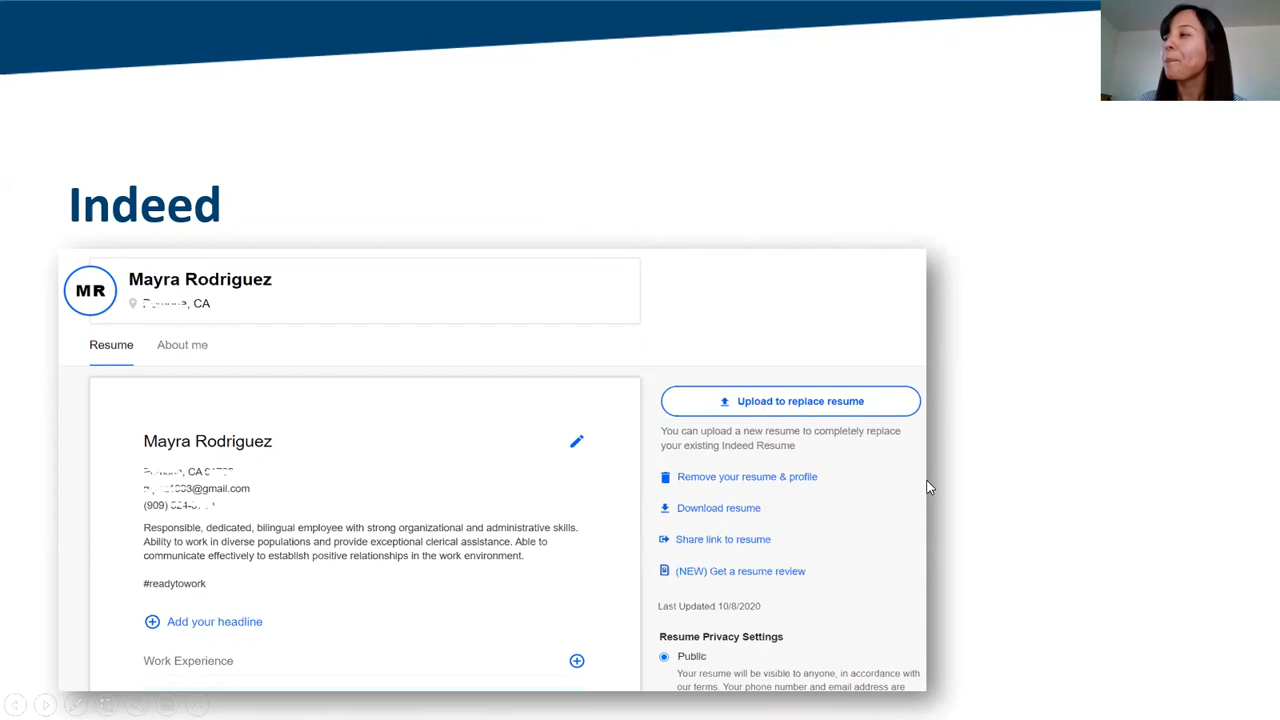 Indeed
MR
Mayra Rodriguez
, CA
Resume
About me
Upload to replace resume
You can upload a new resume to completely replace
your existing Indeed Resume
Mayra Rodriguez
, CA
@gmail.com
(909)
Responsible, dedicated, bilingual employee with strong organizational and administrative skills.
Ability to work in diverse populations and provide exceptional clerical assistance. Able to
communicate effectively to establish positive relationships in the work environment.
#readytowork
Add your headline
Work Experience
Remove your resume & profile
Download resume
Share link to resume
(NEW) Get a resume review
Last Updated 10/8/2020
Resume Privacy Settings
Public
Your resume will be visible to anyone, in accordance with
our terms. Your phone number and email address are